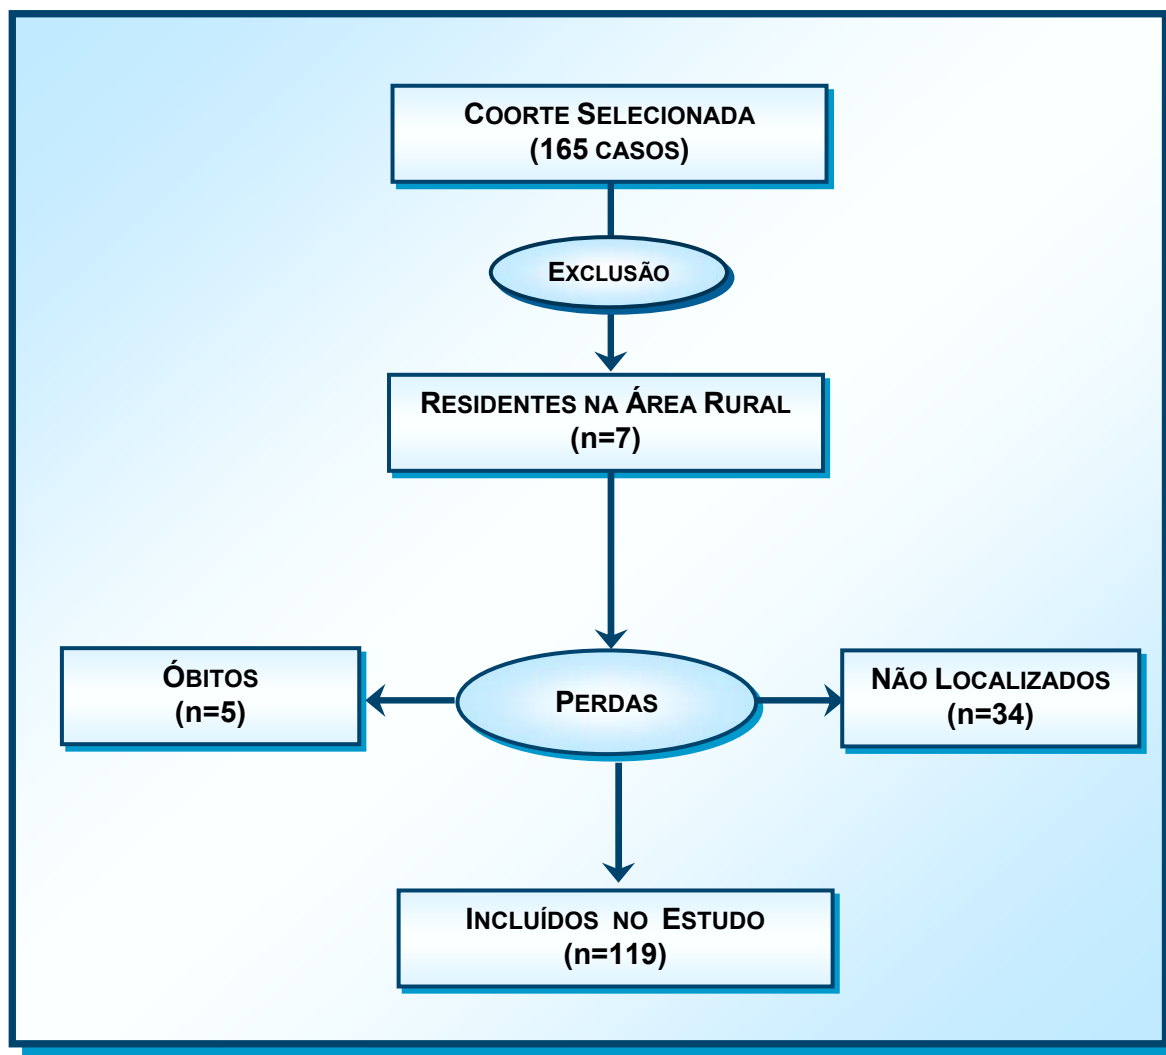 COORTE SELECIONADA
(165 CASOS)
EXCLUSÃO
RESIDENTES NA ÁREA RURAL
(n=7)
ÓBITOS
(n=5)
PERDAS
NÃO LOCALIZADOS
(n=34)
INCLUÍDOS NO ESTUDO
(n=119)